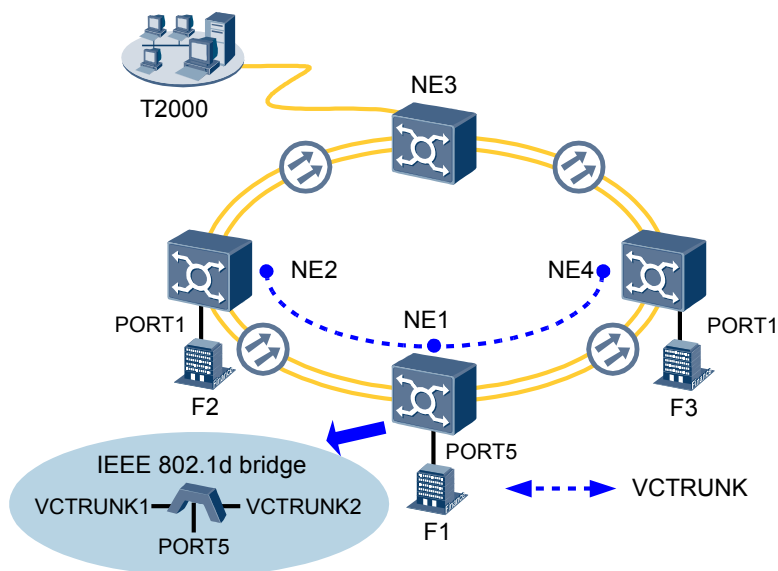 NE3
T2000
NE2
NE4
NE1
PORT1
PORT1
F2
F3
PORT5
IEEE 802.1d bridge
VCTRUNK1
VCTRUNK2
VCTRUNK
PORT5
F1